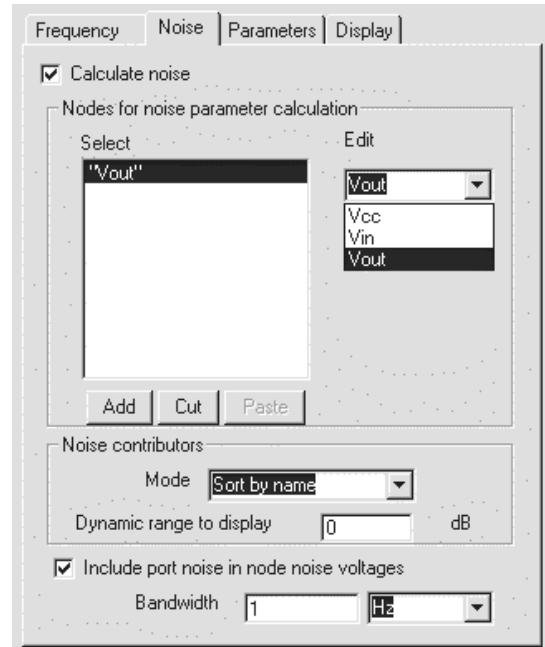 Frequency Noise Parameters Display
Calculate noise
Nodes for noise parameter calculation
Select Edit
"Vout" Vout
Vcc
Vin
Vout
Add Cut Paste
Noise contributors
Mode Sort by name
Dynamic range to display 0 dB
Include port noise in node noise voltages
Bandwidth 1 Hz